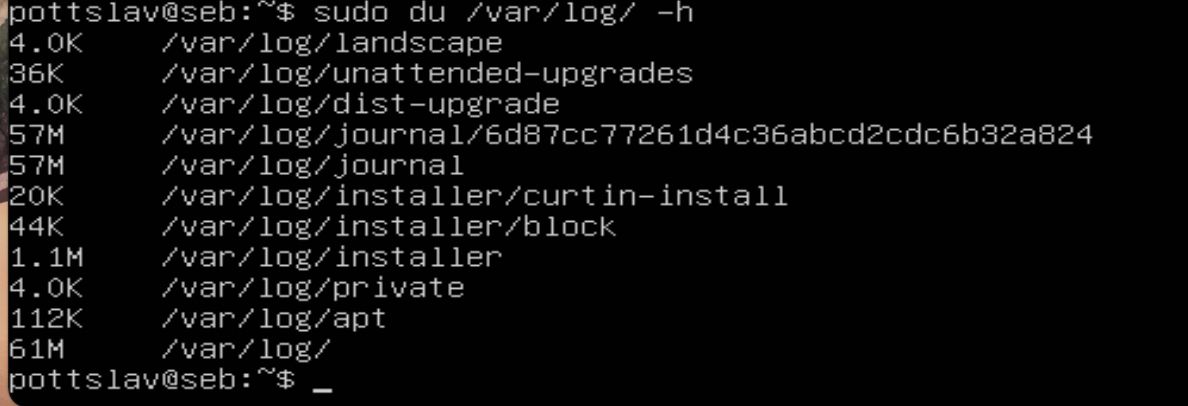 pottslav@seb:~$ sudo du /var/log/ -h
4.0K /var/log/landscape
36K /var/log/unattended-upgrades
4.0K /var/log/dist-upgrade
57M /var/log/journal/6d87cc77261d4c36abcd2cdc6b32a824
57M /var/log/journal
20K /var/log/installer/curtin-install
44K /var/log/installer/block
1.1M /var/log/installer
4.0K /var/log/private
112K /var/log/apt
61M /var/log/
pottslav@seb:~$ _